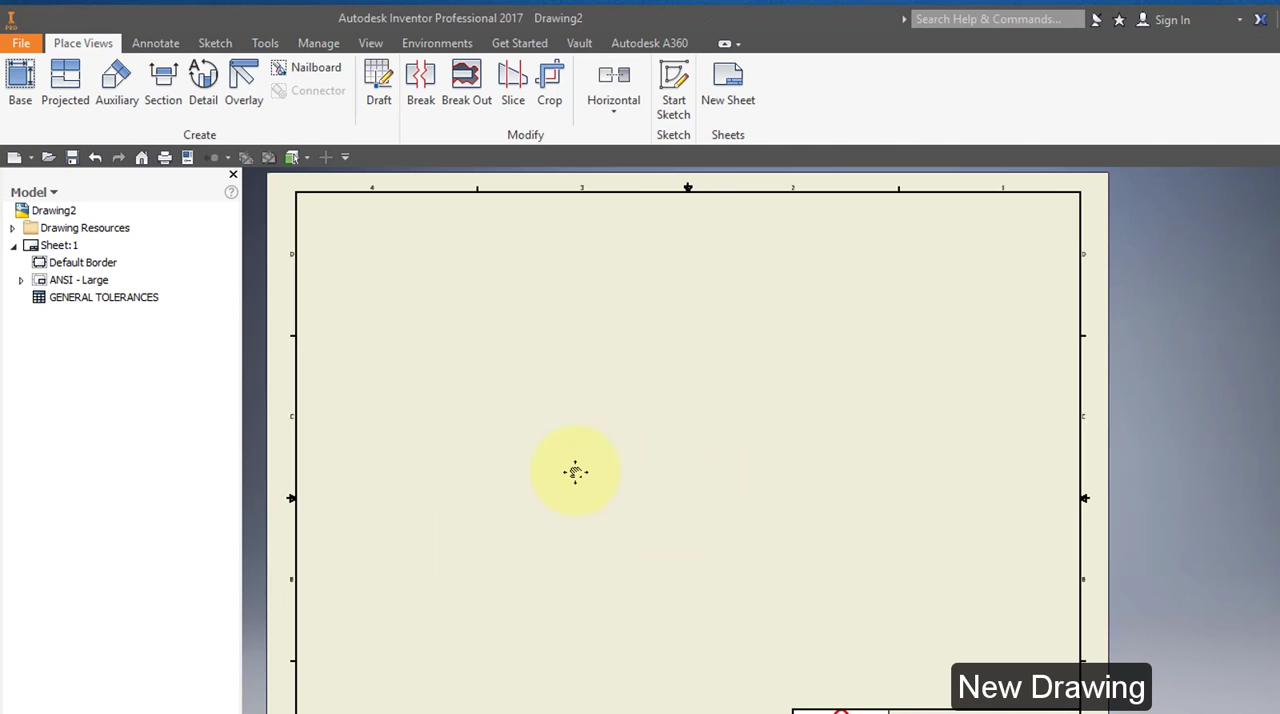 Autodesk Inventor Professional 2017 Drawing2
Search Help & Commands... Sign In
PRO
File Place Views Annotate Sketch Tools Manage View Environments Get Started Vault Autodesk A360
Base Projected Auxiliary Section Detail Overlay Nailboard Connector Draft Break Break Out Slice Crop Horizontal Start Sketch New Sheet
Create Modify Sketch Sheets
Model
Drawing2
Drawing Resources
Sheet:1
Default Border
ANSI - Large
GENERAL TOLERANCES
4 3 2 1
D D
C C
B B
New Drawing